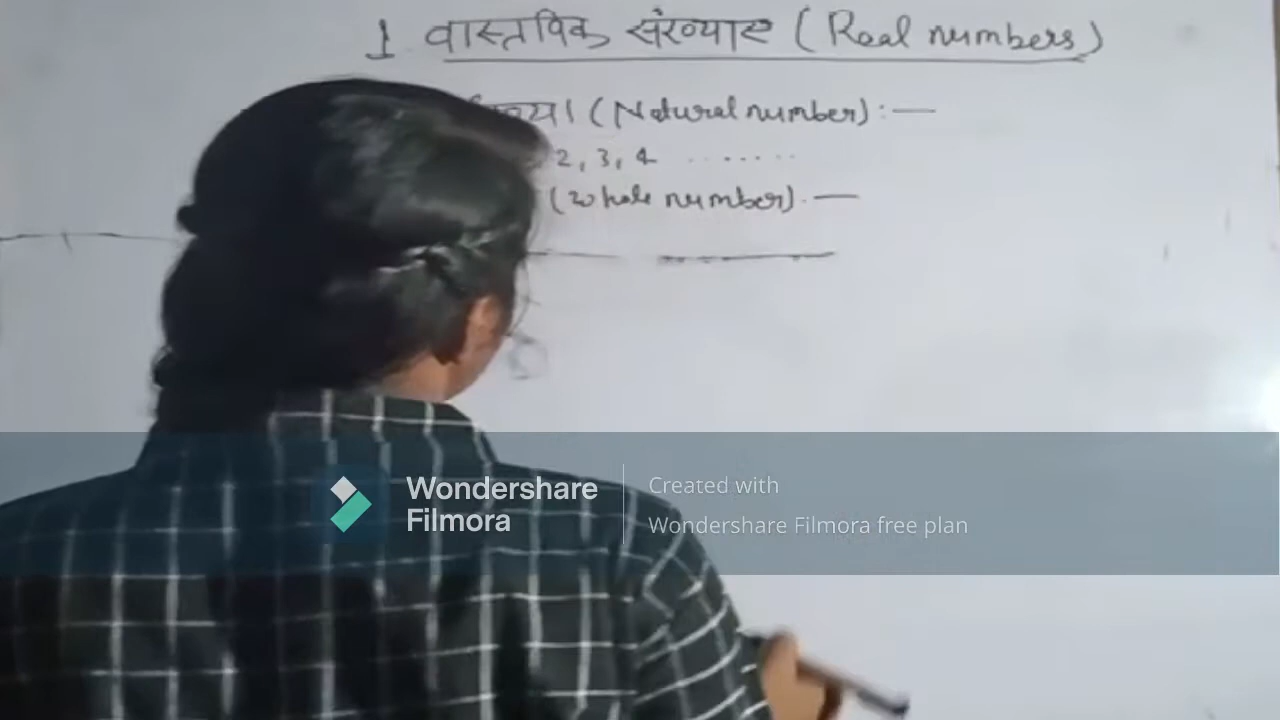 1 वास्तविक संख्याए (Real numbers)
(Natural number) : —
2, 3, 4 .......
(whole number). —
Wondershare
Filmora
Created with
Wondershare Filmora free plan